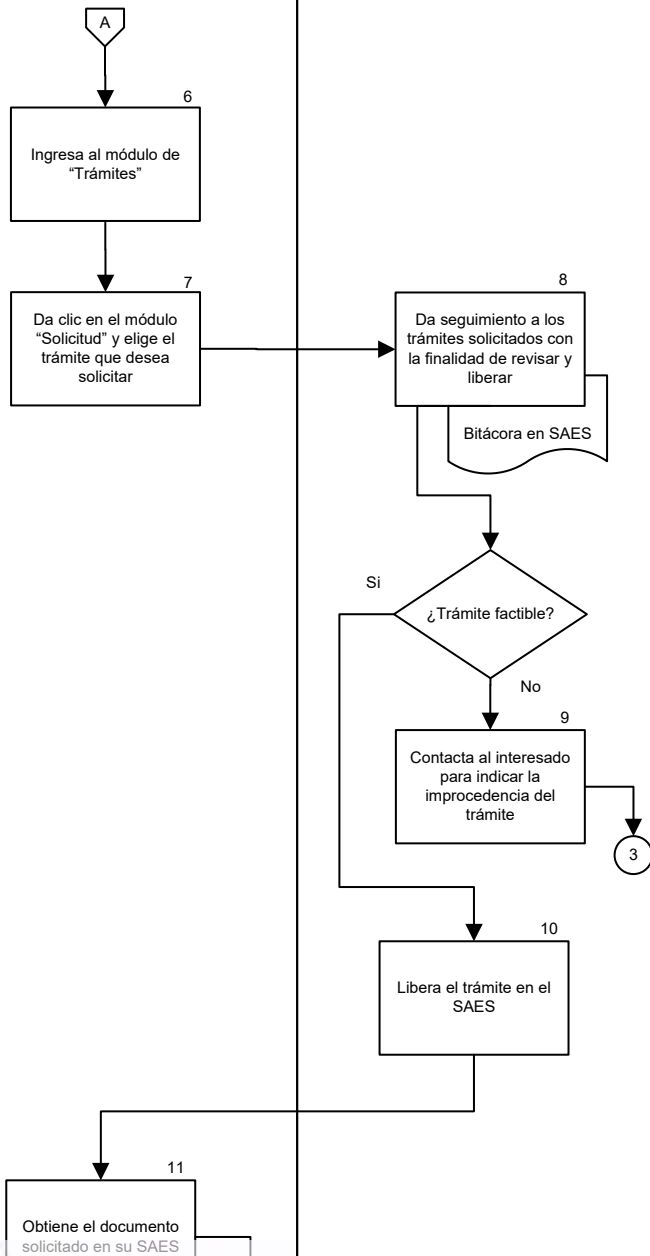 A
6
Ingresa al módulo de
“Trámites”
7
Da clic en el módulo
“Solicitud” y elige el
trámite que desea
solicitar
8
Da seguimiento a los
trámites solicitados con
la finalidad de revisar y
liberar
Bitácora en SAES
¿Trámite factible?
Si
No
9
Contacta al interesado
para indicar la
improcedencia del
trámite
3
10
Libera el trámite en el
SAES
11
Obtiene el documento
solicitado en su SAES